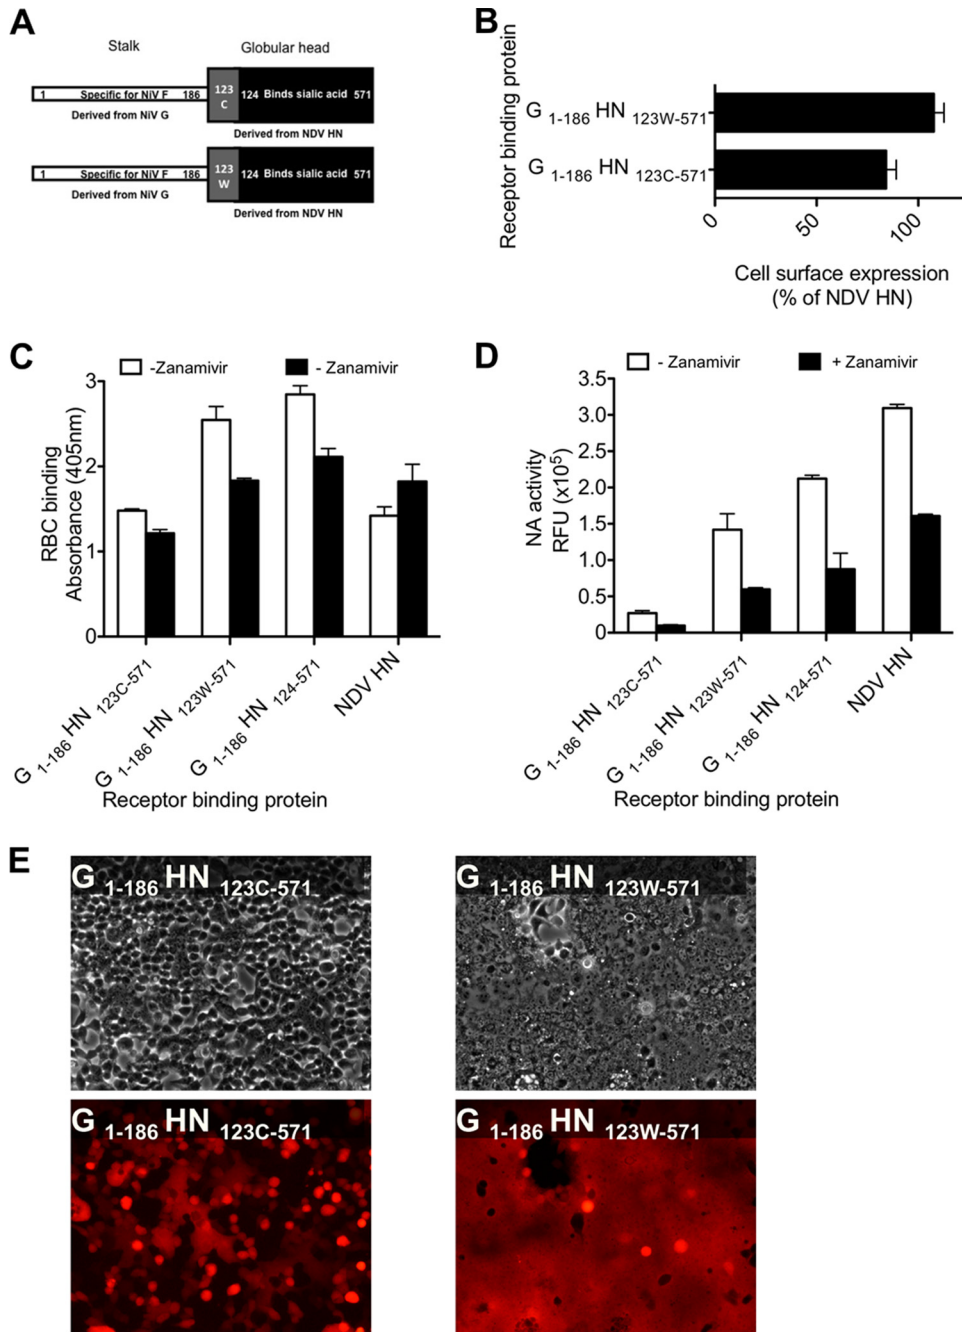 A
Stalk
Globular head
1 Specific for NiV F 186
123 C
124 Binds sialic acid 571
Derived from NiV G
Derived from NDV HN
1 Specific for NiV F 186
123 W
124 Binds sialic acid 571
Derived from NiV G
Derived from NDV HN
B
Receptor binding protein
G 1-186 HN 123W-571
G 1-186 HN 123C-571
0 50 100
Cell surface expression
(% of NDV HN)
C
-Zanamivir
- Zanamivir
RBC binding
Absorbance (405nm)
3
2
1
0
G 1-186 HN 123C-571
G 1-186 HN 123W-571
G 1-186 HN 124-571
NDV HN
Receptor binding protein
D
- Zanamivir
+ Zanamivir
NA activity
RFU (x10⁵)
3.5
3.0
2.5
2.0
1.5
1.0
0.5
0
G 1-186 HN 123C-571
G 1-186 HN 123W-571
G 1-186 HN 124-571
NDV HN
Receptor binding protein
E
G 1-186 HN 123C-571
G 1-186 HN 123W-571
G 1-186 HN 123C-571
G 1-186 HN 123W-571